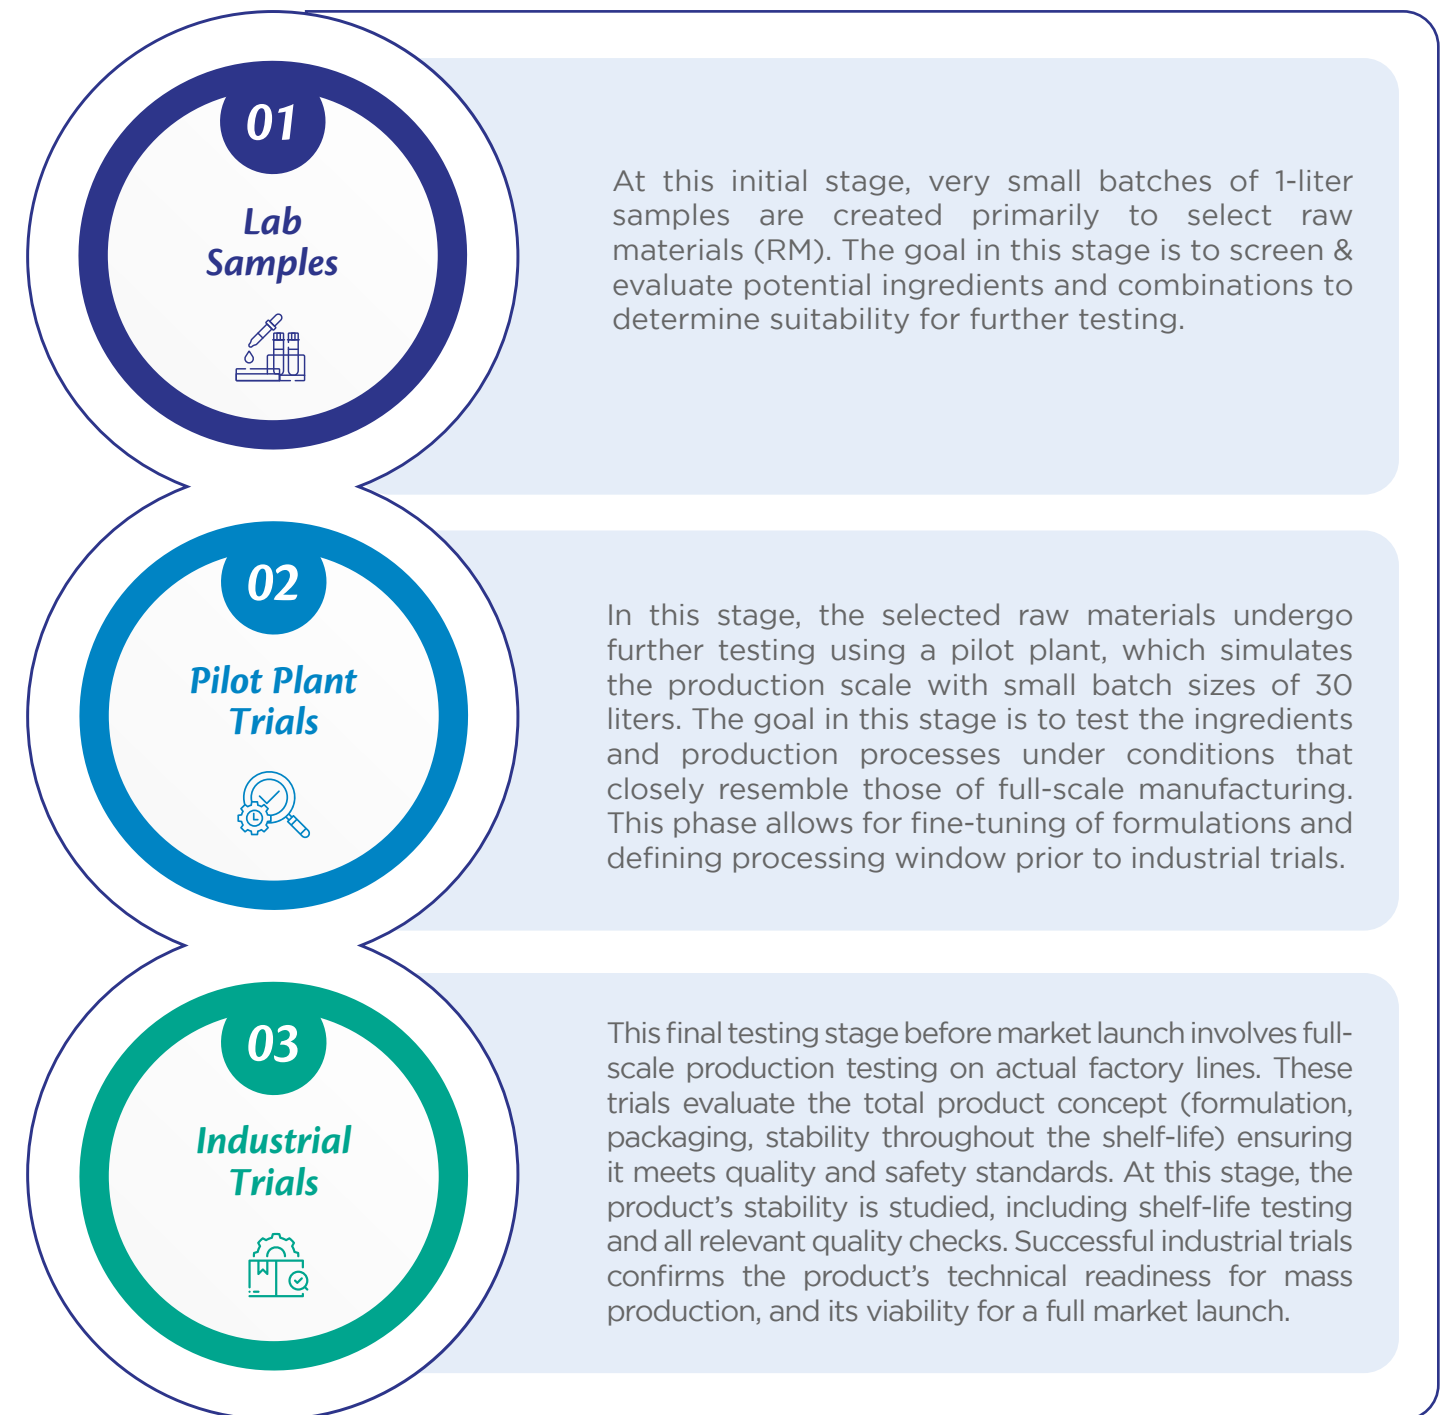 01
Lab
Samples
At this initial stage, very small batches of 1-liter
samples are created primarily to select raw
materials (RM). The goal in this stage is to screen &
evaluate potential ingredients and combinations to
determine suitability for further testing.
02
Pilot Plant
Trials
In this stage, the selected raw materials undergo
further testing using a pilot plant, which simulates
the production scale with small batch sizes of 30
liters. The goal in this stage is to test the ingredients
and production processes under conditions that
closely resemble those of full-scale manufacturing.
This phase allows for fine-tuning of formulations and
defining processing window prior to industrial trials.
03
Industrial
Trials
This final testing stage before market launch involves full-
scale production testing on actual factory lines. These
trials evaluate the total product concept (formulation,
packaging, stability throughout the shelf-life) ensuring
it meets quality and safety standards. At this stage, the
product’s stability is studied, including shelf-life testing
and all relevant quality checks. Successful industrial trials
confirms the product’s technical readiness for mass
production, and its viability for a full market launch.